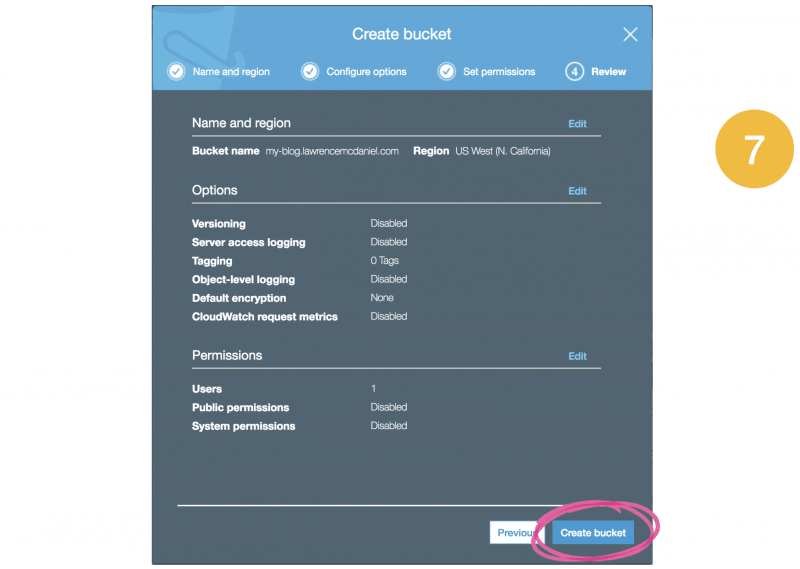 Create bucket
Name and region Configure options Set permissions 4 Review
7
Name and region Edit
Bucket name my-blog.lawrencemcdaniel.com Region US West (N. California)
Options Edit
Versioning Disabled
Server access logging Disabled
Tagging 0 Tags
Object-level logging Disabled
Default encryption None
CloudWatch request metrics Disabled
Permissions Edit
Users 1
Public permissions Disabled
System permissions Disabled
Previou Create bucket